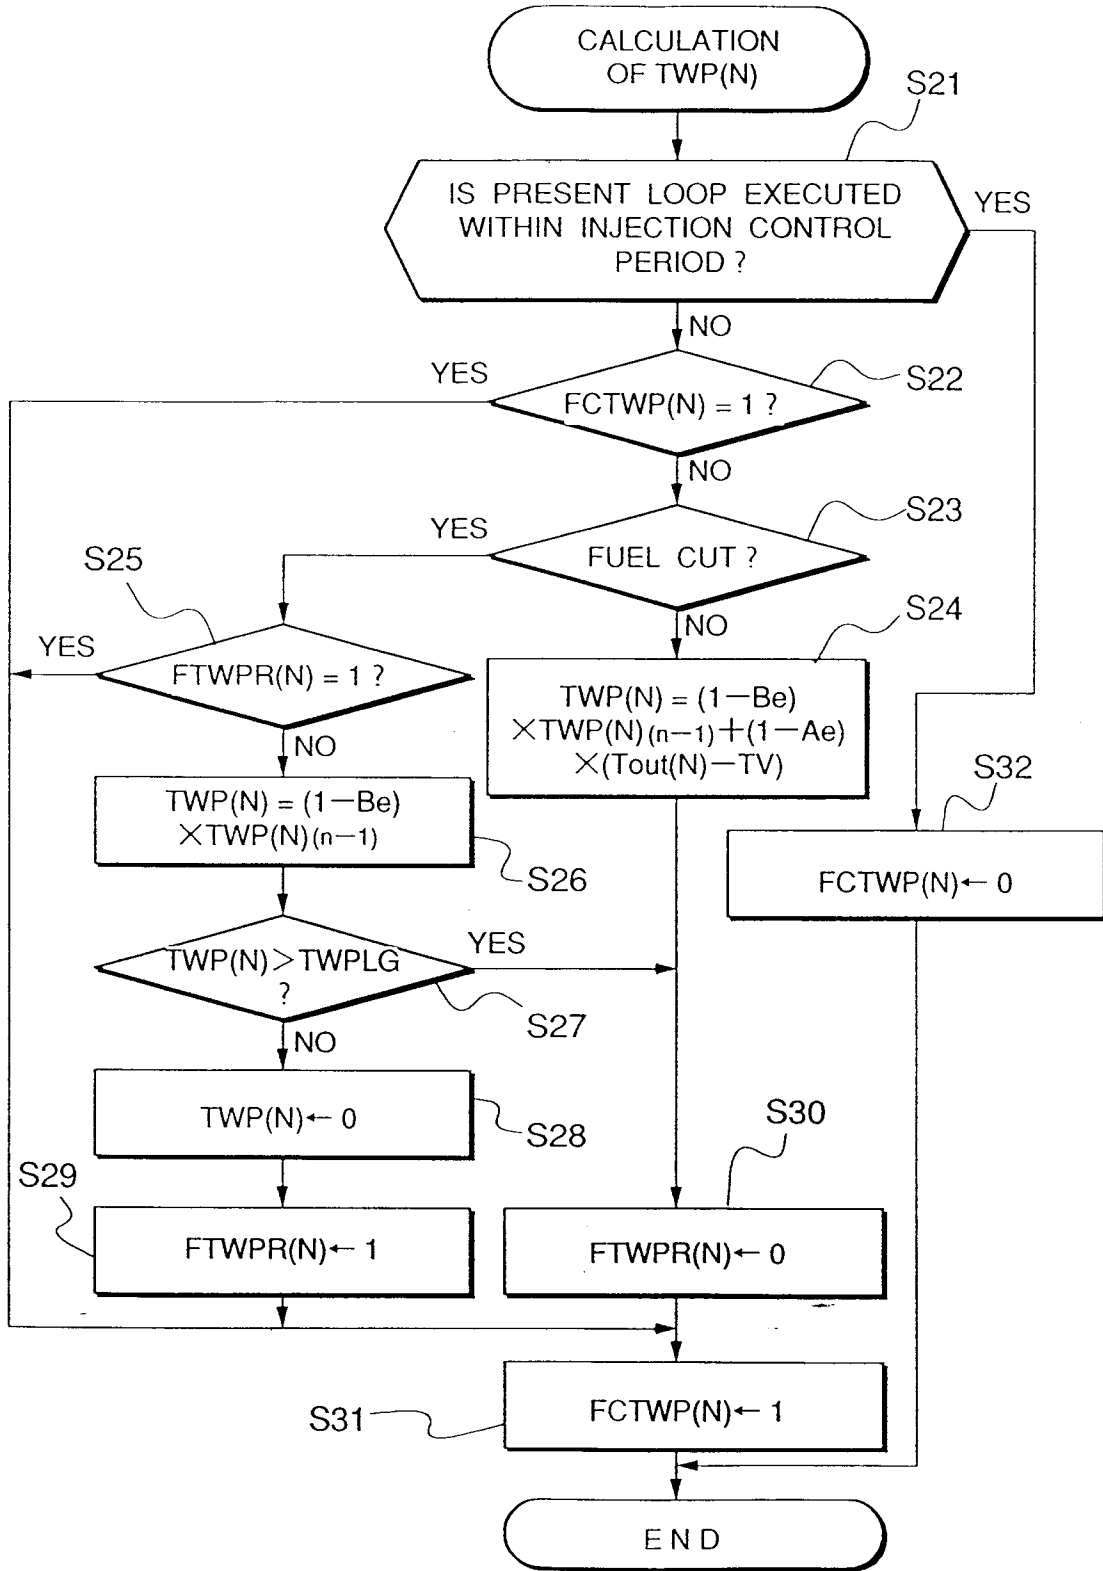 CALCULATION
OF TWP(N)
S21
IS PRESENT LOOP EXECUTED
WITHIN INJECTION CONTROL
PERIOD ?
YES
NO
YES
S22
FCTWP(N) = 1 ?
NO
YES
S23
FUEL CUT ?
S25
NO
S24
YES
FTWPR(N) = 1 ?
NO
TWP(N) = (1−Be)
×TWP(N)(n−1)+(1−Ae)
×(Tout(N)−TV)
S32
TWP(N) = (1−Be)
×TWP(N)(n−1)
S26
FCTWP(N)← 0
TWP(N)>TWPLG
?
YES
S27
NO
TWP(N)← 0
S28
S30
S29
FTWPR(N)← 1
FTWPR(N)← 0
FCTWP(N)← 1
S31
E N D